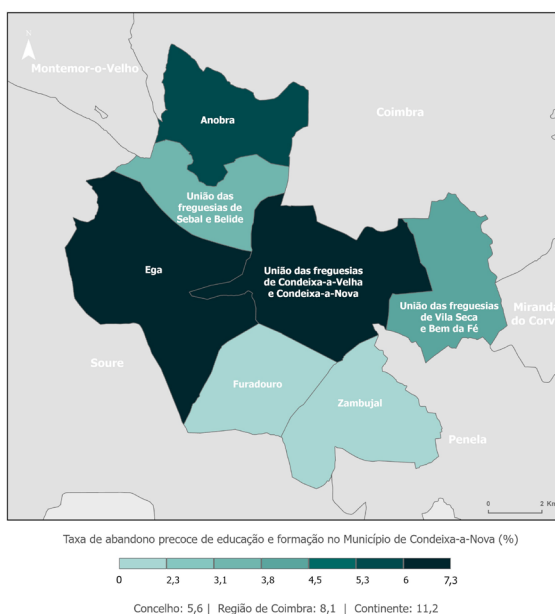 N
Montemor-o-Velho
Coimbra
Anobra
União das
freguesias de
Sebal e Belide
Ega
União das freguesias
de Condeixa-a-Velha
e Condeixa-a-Nova
União das freguesias
de Vila Seca
e Bem da Fé
Miranda
do Corv
Soure
Furadouro
Zambujal
Penela
0 2 Km
Taxa de abandono precoce de educação e formação no Município de Condeixa-a-Nova (%)
0 2,3 3,1 3,8 4,5 5,3 6 7,3
Concelho: 5,6 | Região de Coimbra: 8,1 | Continente: 11,2